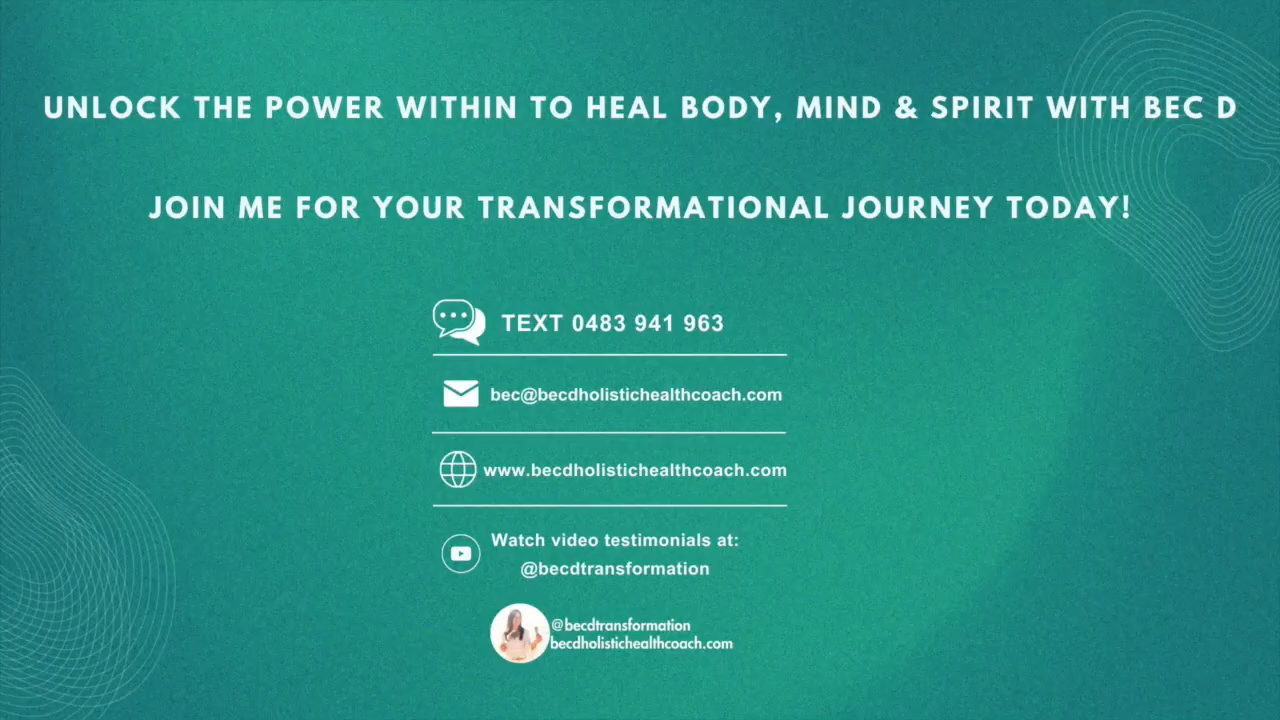 UNLOCK THE POWER WITHIN TO HEAL BODY, MIND & SPIRIT WITH BEC D
JOIN ME FOR YOUR TRANSFORMATIONAL JOURNEY TODAY!
TEXT 0483 941 963
bec@becdholistichealthcoach.com
www.becdholistichealthcoach.com
Watch video testimonials at:
@becdtransformation
@becdtransformation
becdholistichealthcoach.com